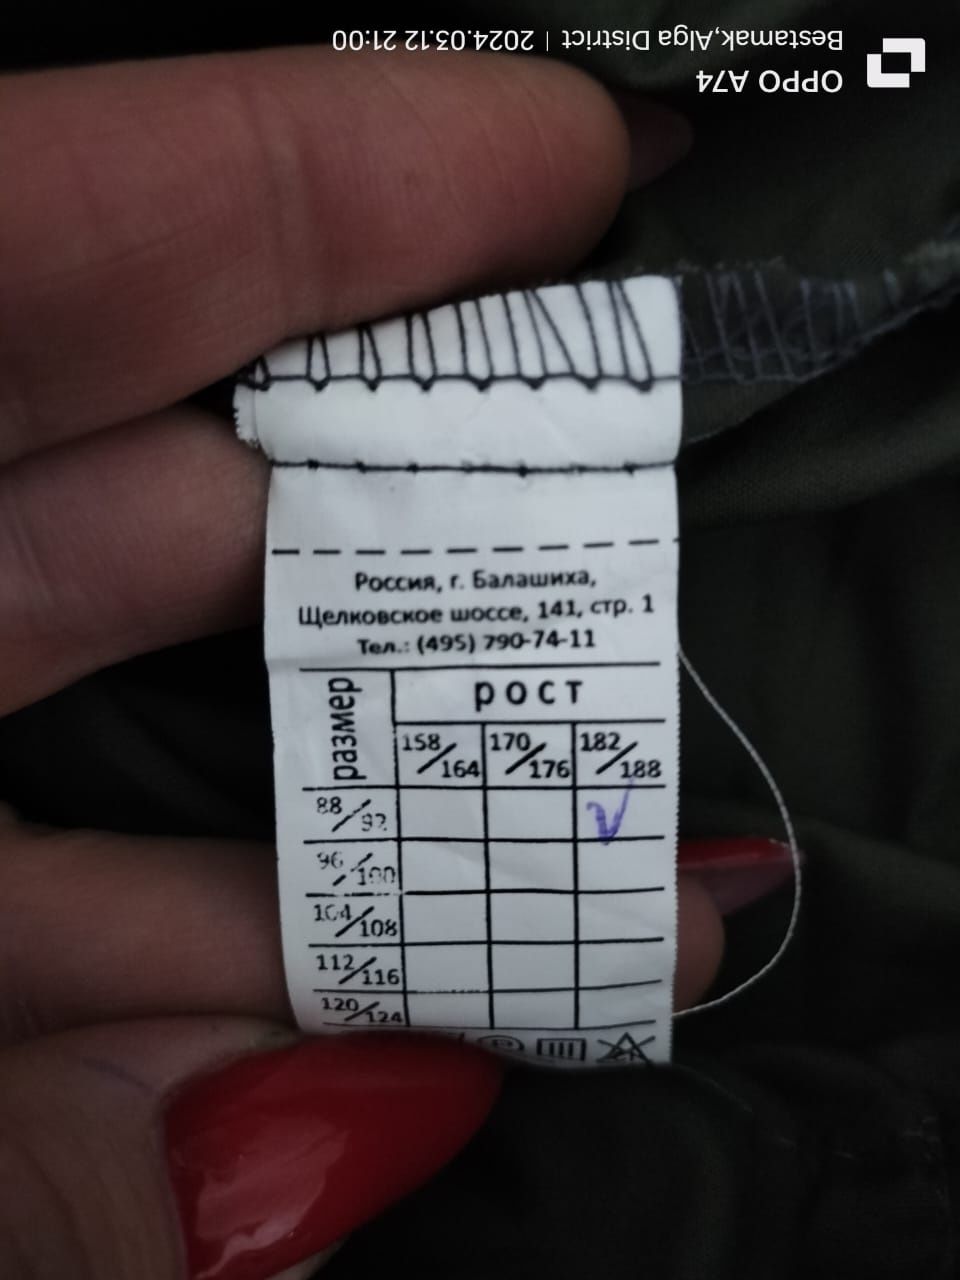 OPPO A74
Bestamak,Alga District | 2024.03.12 21:00
Россия, г. Балашиха,
Щелковское шоссе, 141, стр. 1
Тел.: (495) 790-74-11
размер
рост
158/164 170/176 182/188
88/92
96/100
104/108
112/116
120/124